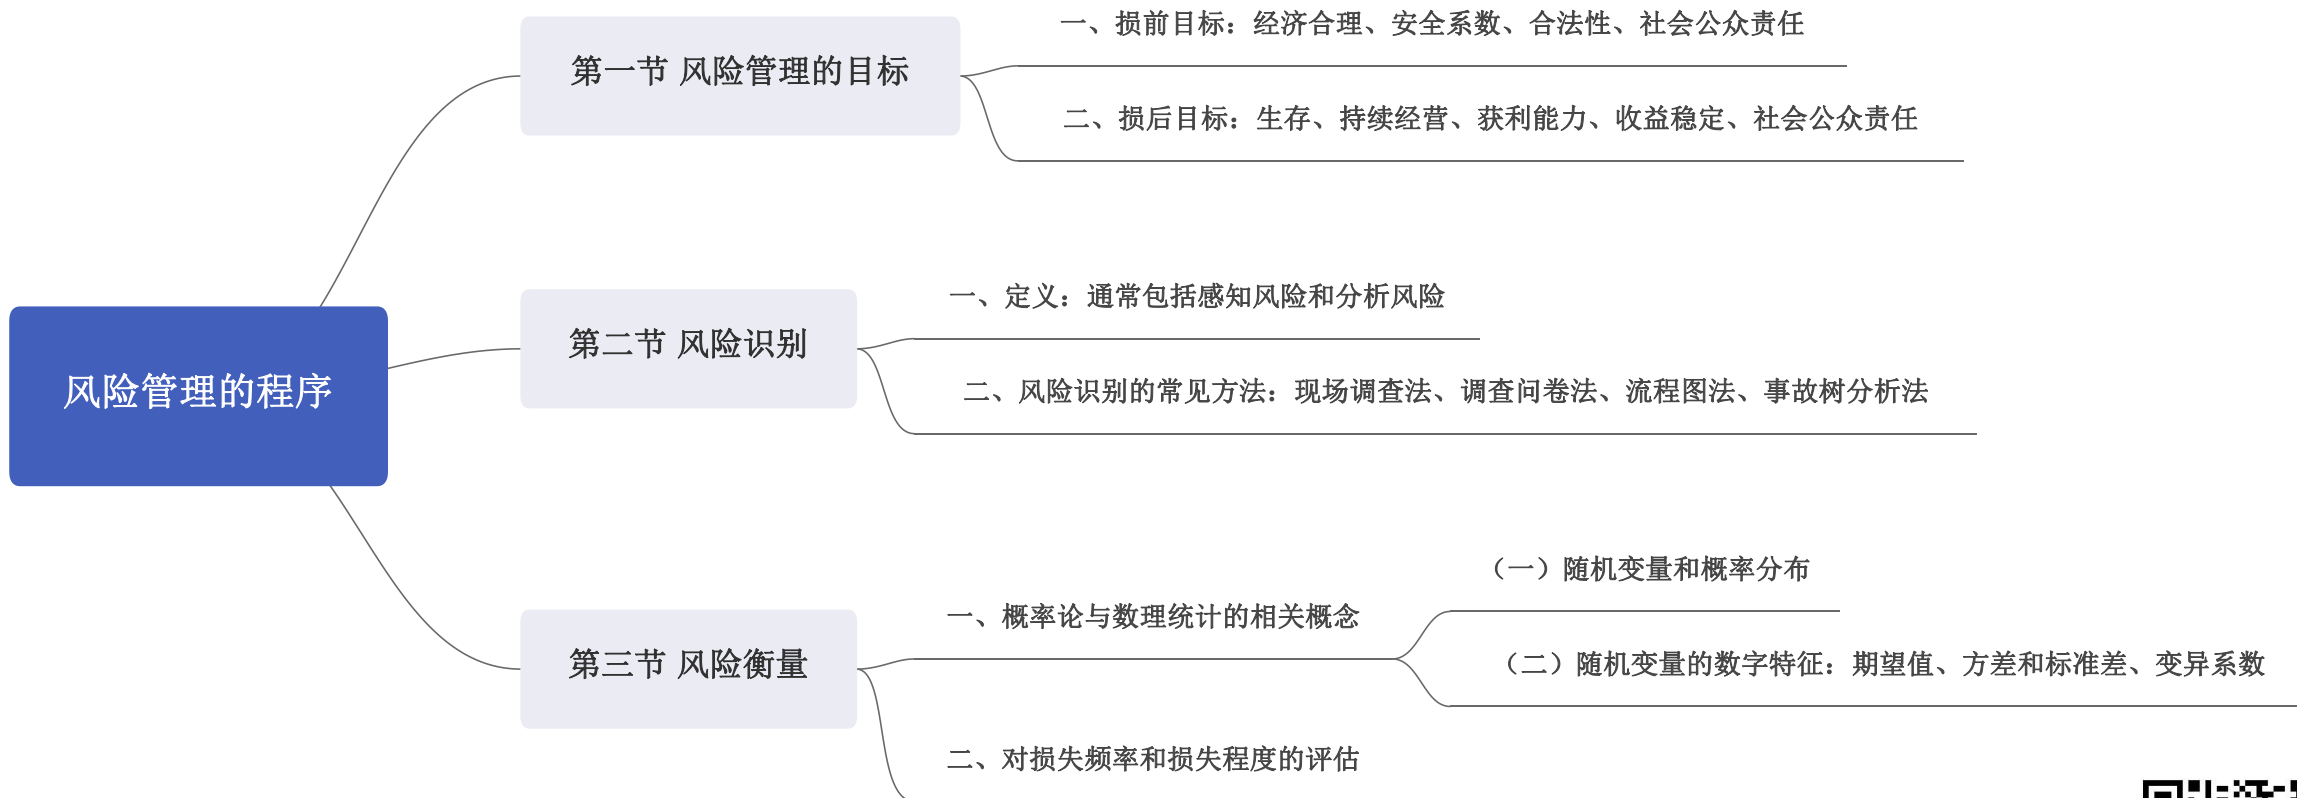 风险管理的程序
第一节 风险管理的目标
一、损前目标：经济合理、安全系数、合法性、社会公众责任
二、损后目标：生存、持续经营、获利能力、收益稳定、社会公众责任
第二节 风险识别
一、定义：通常包括感知风险和分析风险
二、风险识别的常见方法：现场调查法、调查问卷法、流程图法、事故树分析法
第三节 风险衡量
一、概率论与数理统计的相关概念
（一）随机变量和概率分布
（二）随机变量的数字特征：期望值、方差和标准差、变异系数
二、对损失频率和损失程度的评估